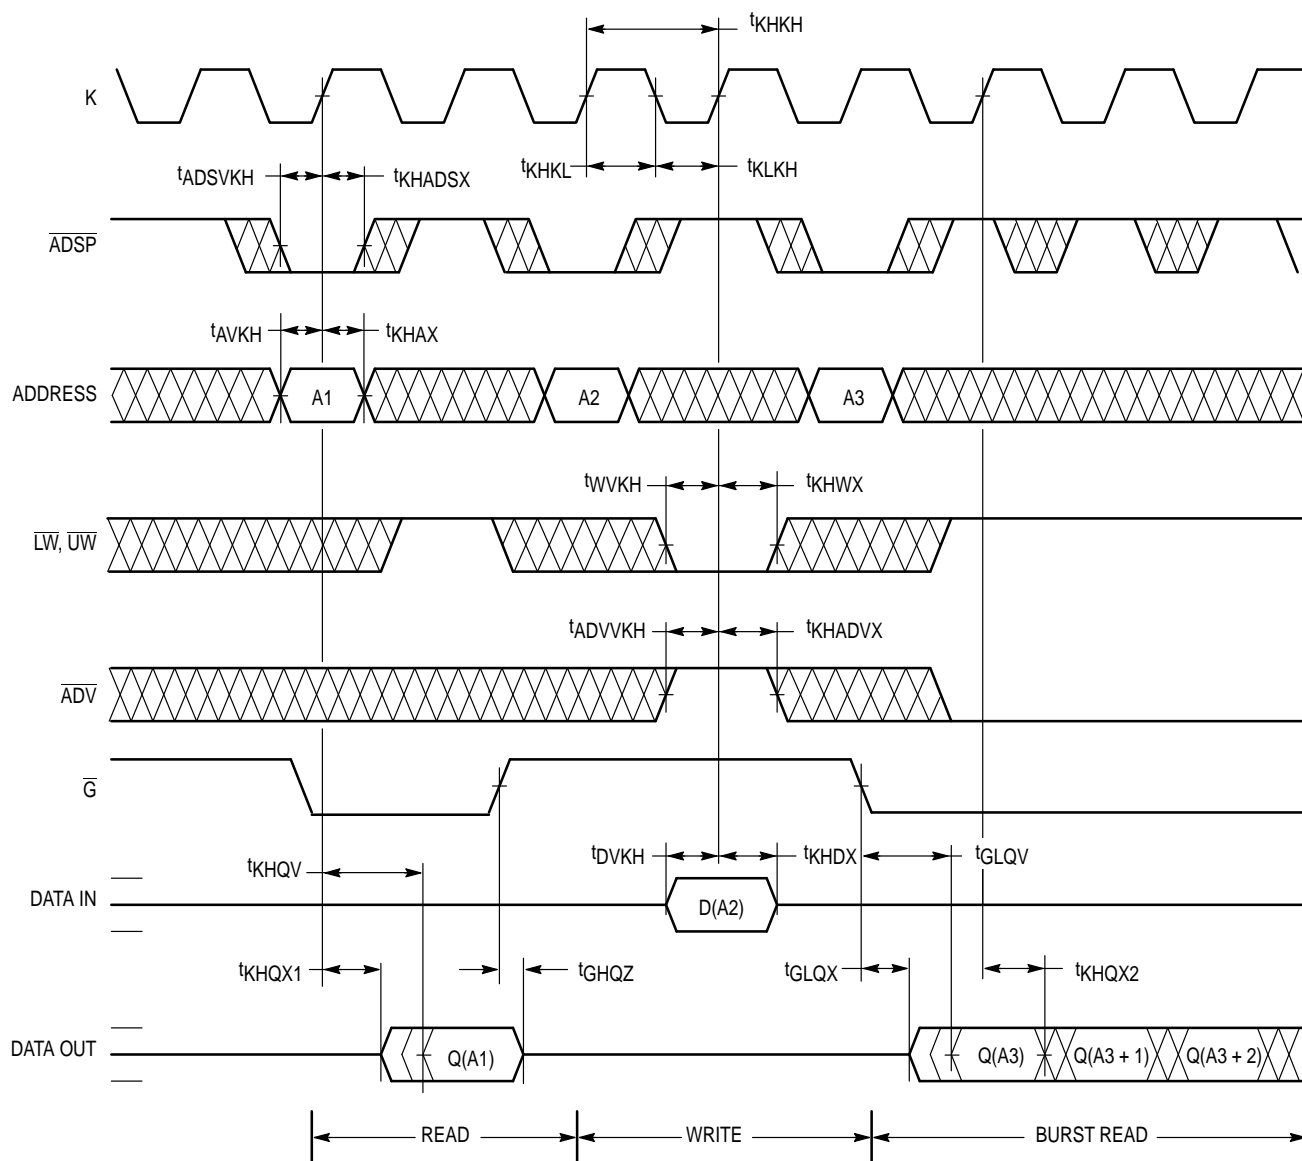 tKHKH
K
tADSVKH
tKHADSX
tKHKL
tKLKH
ADSP
tAVKH
tKHAX
ADDRESS
A1
A2
A3
tWVKH
tKHWX
LW, UW
tADVVKH
tKHADVX
ADV
G
tKHQV
tDVKH
tKHDX
tGLQV
DATA IN
D(A2)
tKHQX1
tGHQZ
tGLQX
tKHQX2
DATA OUT
Q(A1)
Q(A3)
Q(A3 + 1)
Q(A3 + 2)
READ
WRITE
BURST READ